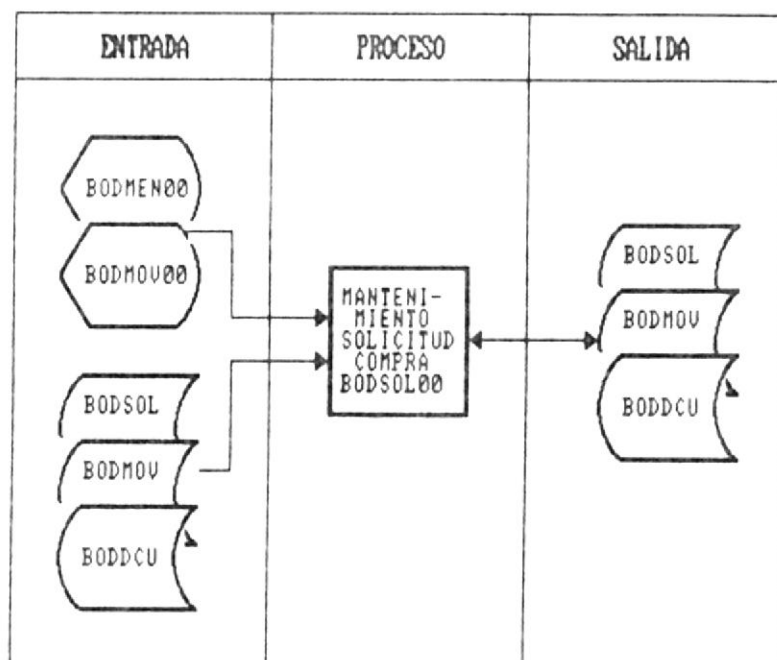 ENTRADA
PROCESO
SALIDA
BODMEN00
BODMOV00
BODSOL
BODMOV
BODDCU
MANTENI-
MIENTO
SOLICITUD
COMPRA
BODSOL00
BODSOL
BODMOV
BODDCU